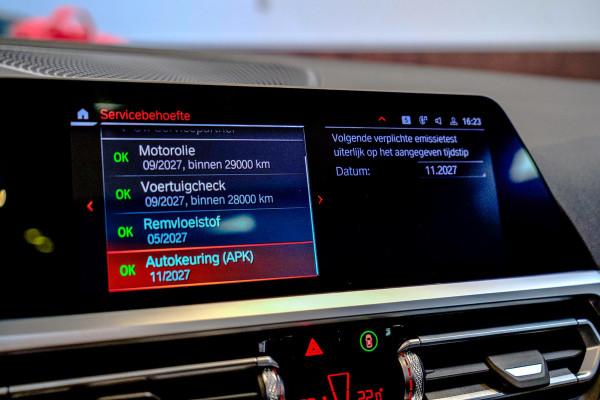 Servicebehoefte
16:23
OK Motorolie
09/2027, binnen 29000 km
OK Voertuigcheck
09/2027, binnen 28000 km
OK Remvloeistof
05/2027
OK Autokeuring (APK)
11/2027
Volgende verplichte emissietest
uiterlijk op het aangegeven tijdstip
Datum: 11.2027